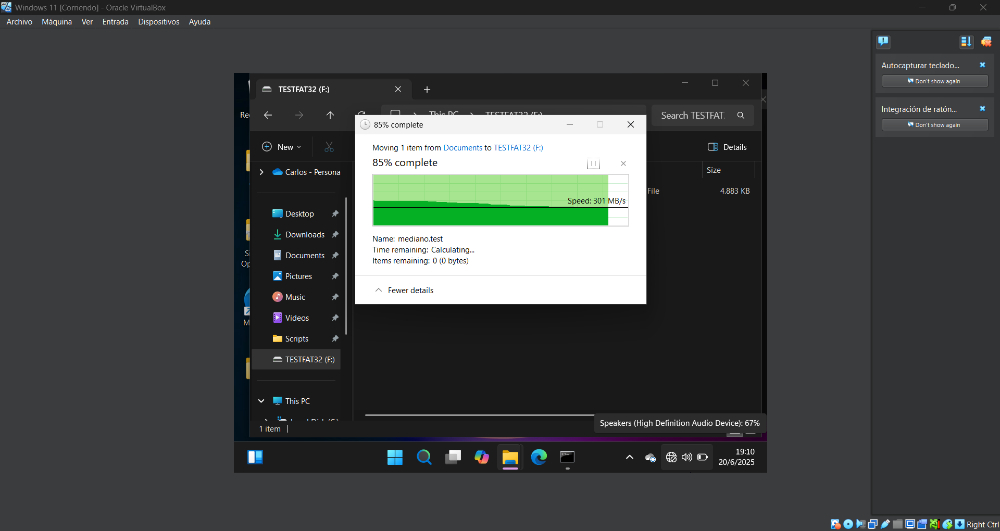 Windows 11 [Corriendo] - Oracle VirtualBox
Archivo Máquina Ver Entrada Dispositivos Ayuda
Autocapturar teclado...
Don't show again
Integración de ratón...
Don't show again
TESTFAT32 (F:)
This PC TESTFAT32 (F:)
Search TESTFAT
New
Details
85% complete
Moving 1 item from Documents to TESTFAT32 (F:)
85% complete
Speed: 301 MB/s
Name: mediano.test
Time remaining: Calculating...
Items remaining: 0 (0 bytes)
Fewer details
Size
File 4.883 KB
Carlos - Persona
Desktop
Downloads
Documents
Pictures
Music
Videos
Scripts
TESTFAT32 (F:)
This PC
1 item
Speakers (High Definition Audio Device): 67%
19:10
20/6/2025
Right Ctrl